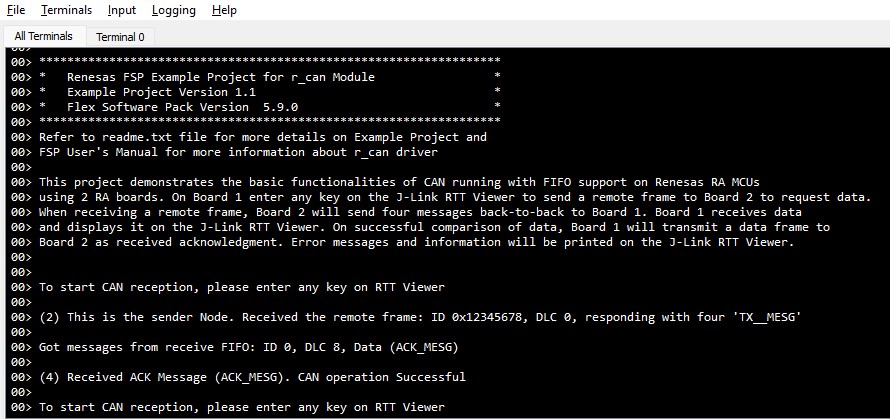 File Terminals Input Logging Help
All Terminals Terminal 0
00>
00> ******************************************************************
00> *   Renesas FSP Example Project for r_can Module                 *
00> *   Example Project Version 1.1                                  *
00> *   Flex Software Pack Version  5.9.0                            *
00> ******************************************************************
00> Refer to readme.txt file for more details on Example Project and
00> FSP User's Manual for more information about r_can driver
00>
00> This project demonstrates the basic functionalities of CAN running with FIFO support on Renesas RA MCUs
00> using 2 RA boards. On Board 1 enter any key on the J-Link RTT Viewer to send a remote frame to Board 2 to request data.
00> When receiving a remote frame, Board 2 will send four messages back-to-back to Board 1. Board 1 receives data
00> and displays it on the J-Link RTT Viewer. On successful comparison of data, Board 1 will transmit a data frame to
00> Board 2 as received acknowledgment. Error messages and information will be printed on the J-Link RTT Viewer.
00>
00>
00> To start CAN reception, please enter any key on RTT Viewer
00>
00> (2) This is the sender Node. Received the remote frame: ID 0x12345678, DLC 0, responding with four 'TX__MESG'
00>
00> Got messages from receive FIFO: ID 0, DLC 8, Data (ACK_MESG)
00>
00> (4) Received ACK Message (ACK_MESG). CAN operation Successful
00>
00> To start CAN reception, please enter any key on RTT Viewer